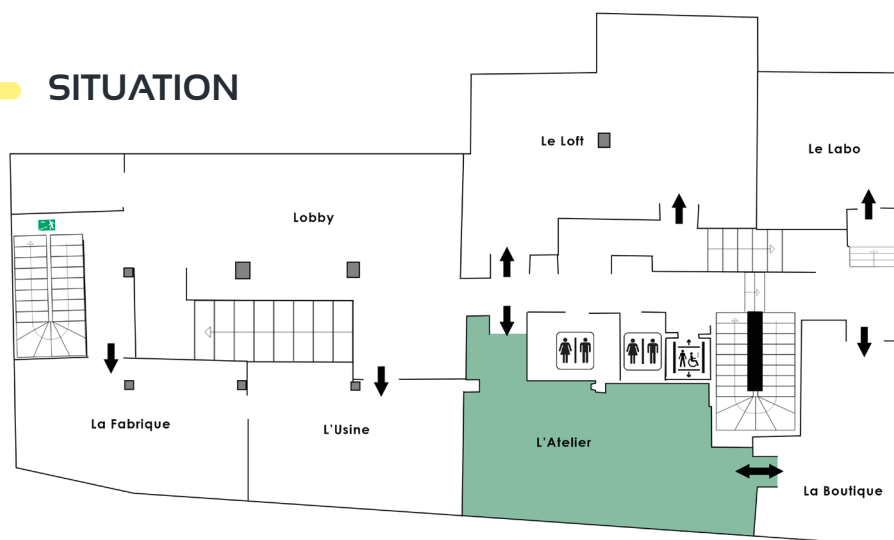 SITUATION
Le Loft
Le Labo
Lobby
La Fabrique
L'Usine
L'Atelier
La Boutique